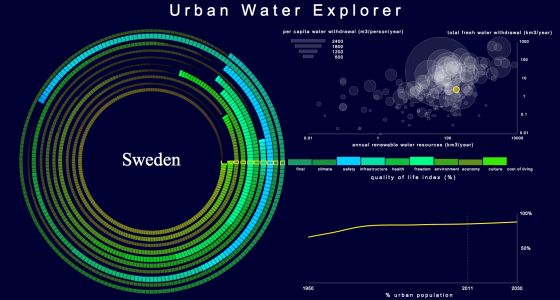 Urban Water Explorer
per capita water withdrawal (m3/person/year)
2400
1800
1200
600
total fresh water withdrawal (km3/year)
1000
100
10
1
0.1
0.01
0.01
1
100
10000
annual renewable water resources (km3/year)
Sweden
final climate safety infrastructure health freedom environment economy culture cost of living
quality of life index (%)
100%
50%
1950 2011 2030
% urban population